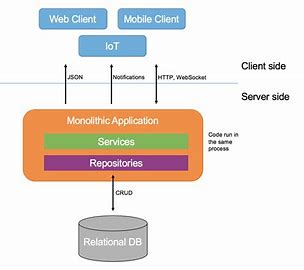 Web Client
Mobile Client
IoT
Client side
JSON
Notifications
HTTP, WebSocket
Server side
Monolithic Application
Services
Repositories
Code run in
the same
process
CRUD
Relational DB